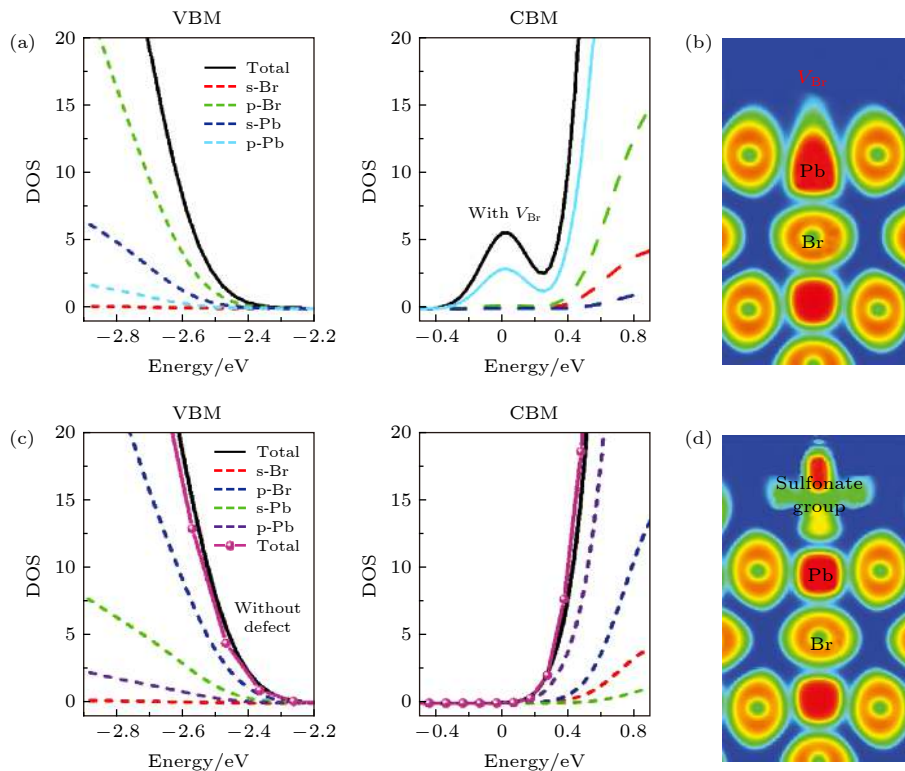 (a)
VBM
20
15
10
5
0
DOS
Total
s-Br
p-Br
s-Pb
p-Pb
−2.8
−2.6
−2.4
−2.2
Energy/eV
CBM
20
15
10
5
0
DOS
With V_Br
−0.4
0
0.4
0.8
Energy/eV
(b)
V_Br
Pb
Br
(c)
VBM
20
15
10
5
0
DOS
Total
s-Br
p-Br
s-Pb
p-Pb
Total
Without
defect
−2.8
−2.6
−2.4
−2.2
Energy/eV
CBM
20
15
10
5
0
DOS
−0.4
0
0.4
0.8
Energy/eV
(d)
Sulfonate
group
Pb
Br